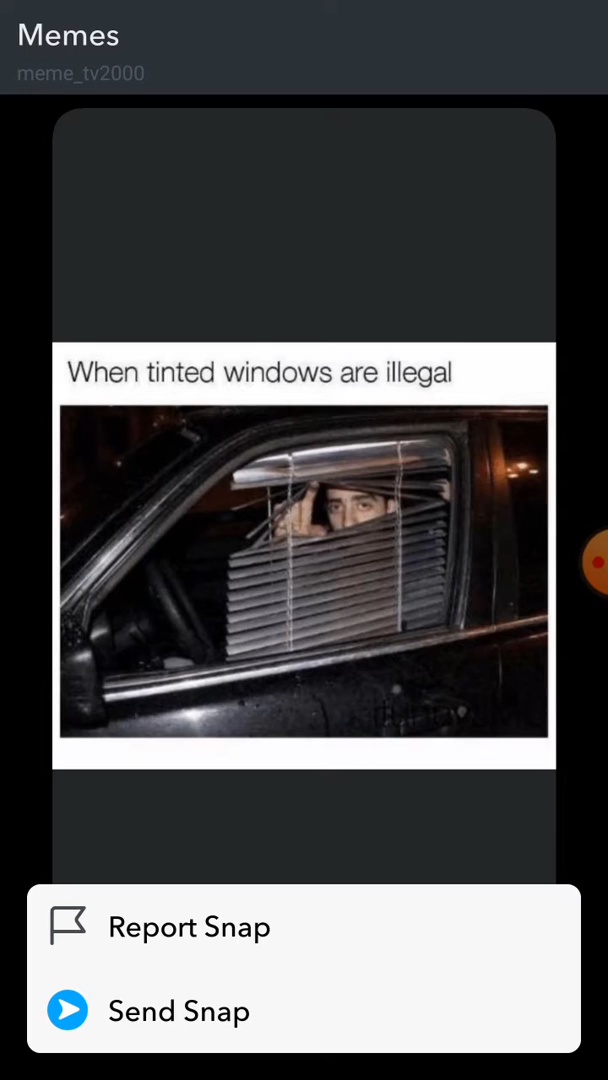 Memes
meme_tv2000
When tinted windows are illegal
Report Snap
Send Snap